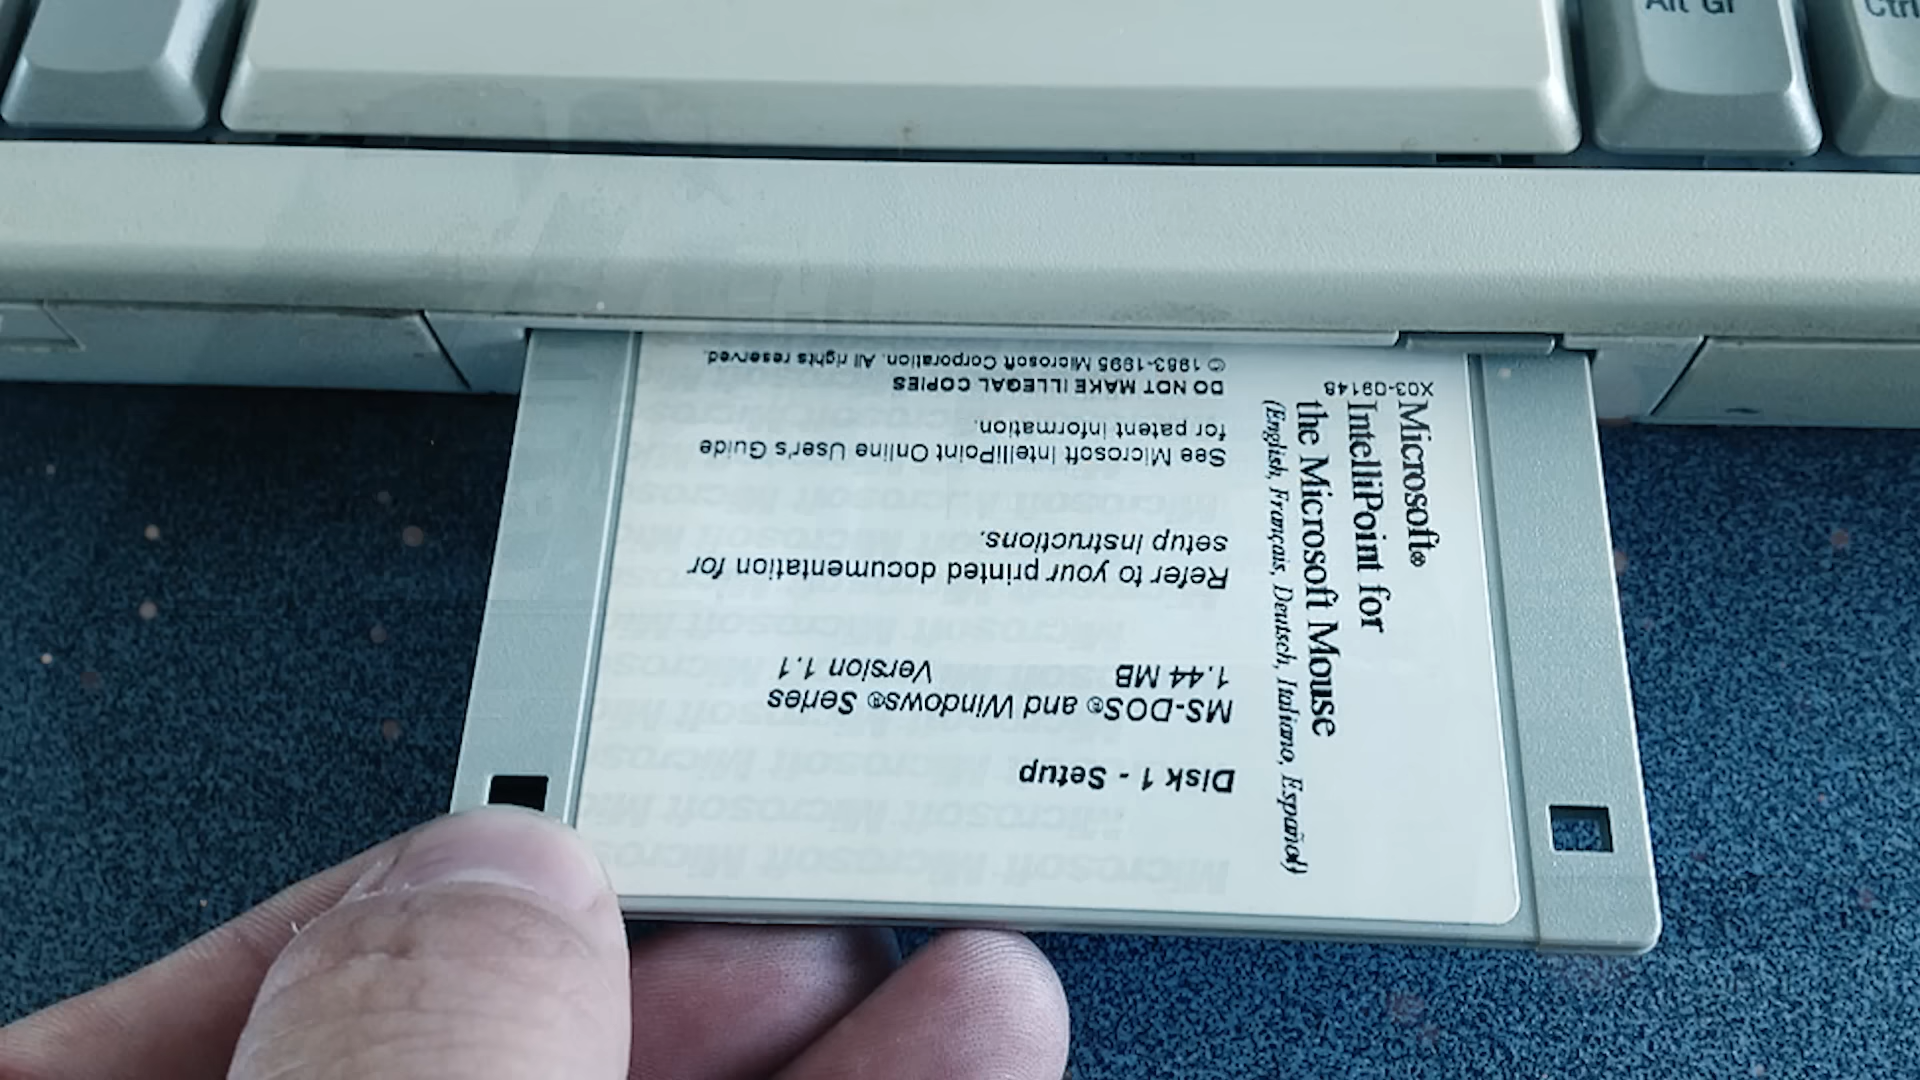 Alt Gr
Ctrl
Microsoft®
IntelliPoint for
the Microsoft Mouse
(English, Français, Deutsch, Italiano, Español)
X03-09148
Disk 1 - Setup
MS-DOS® and Windows® Series
1.44 MB Version 1.1
Refer to your printed documentation for
setup instructions.
See Microsoft IntelliPoint Online User's Guide
for patent information.
DO NOT MAKE ILLEGAL COPIES
© 1983-1995 Microsoft Corporation. All rights reserved.